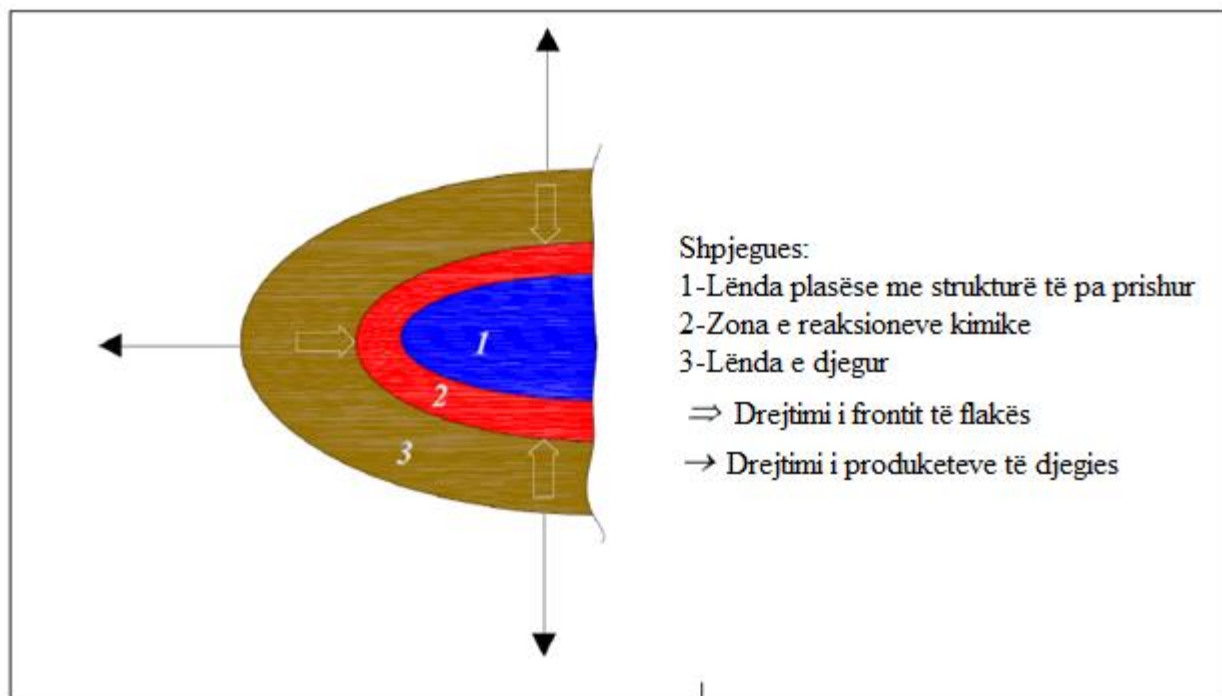 1
2
3
Shpjegues:
1-Lënda plasëse me strukturë të pa prishur
2-Zona e reaksioneve kimike
3-Lënda e djegur
⇒ Drejtimi i frontit të flakës
→ Drejtimi i produketeve të djegies